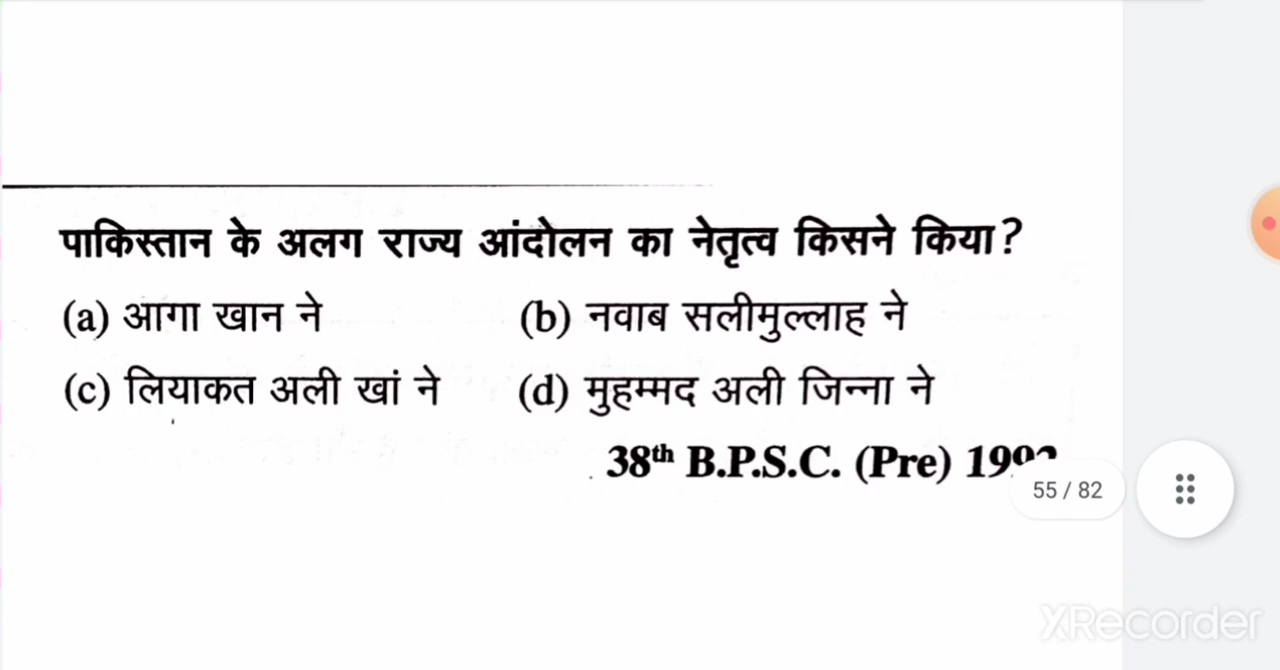 पाकिस्तान के अलग राज्य आंदोलन का नेतृत्व किसने किया?
(a) आगा खान ने (b) नवाब सलीमुल्लाह ने
(c) लियाकत अली खां ने (d) मुहम्मद अली जिन्ना ने
38th B.P.S.C. (Pre)
55 / 82
XRecorder